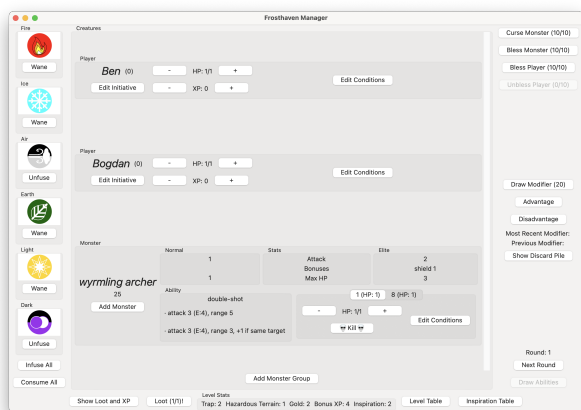 Frosthaven Manager
Fire
Wane
Ice
Wane
Air
Unfuse
Earth
Wane
Light
Wane
Dark
Unfuse
Infuse All
Consume All
Creatures
Player
Ben (0) - HP: 1/1 +
Edit Initiative - XP: 0 +
Edit Conditions
Player
Bogdan (0) - HP: 1/1 +
Edit Initiative - XP: 0 +
Edit Conditions
Monster
wyrmling archer
25
Add Monster
Normal Stats Elite
1 Attack 2
Bonuses shield 1
1 Max HP 3
Ability
double-shot
· attack 3 (E:4), range 5
· attack 3 (E:4), range 3, +1 if same target
1 (HP: 1) 8 (HP: 1)
- HP: 1/1 +
☠ Kill ☠
Edit Conditions
Add Monster Group
Curse Monster (10/10)
Bless Monster (10/10)
Bless Player (10/10)
Unbless Player (0/10)
Draw Modifier (20)
Advantage
Disadvantage
Most Recent Modifier:
Previous Modifier:
Show Discard Pile
Round: 1
Next Round
Draw Abilities
Show Loot and XP
Loot (1/1)!
Level Stats
Trap: 2 Hazardous Terrain: 1 Gold: 2 Bonus XP: 4 Inspiration: 2
Level Table
Inspiration Table